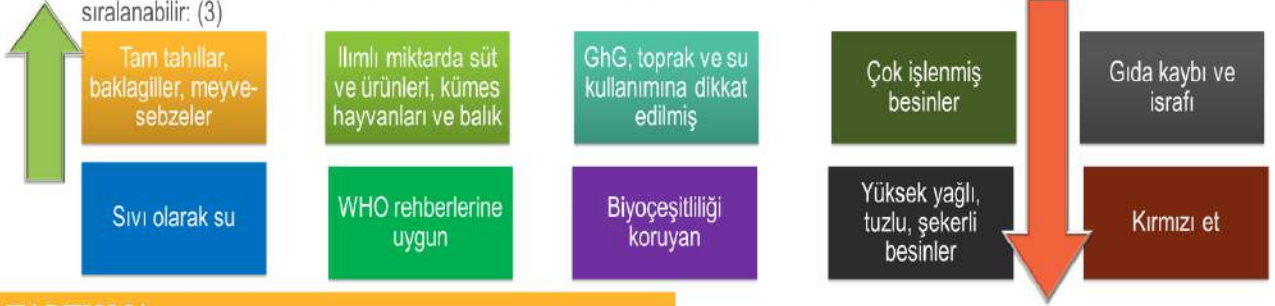 sıralanabilir: (3)
Tam tahıllar,
baklagiller, meyve-
sebzeler
Ilımlı miktarda süt
ve ürünleri, kümes
hayvanları ve balık
GhG, toprak ve su
kullanımına dikkat
edilmiş
Çok işlenmiş
besinler
Gıda kaybı ve
israfı
Sıvı olarak su
WHO rehberlerine
uygun
Biyoçeşitliliği
koruyan
Yüksek yağlı,
tuzlu, şekerli
besinler
Kırmızı et